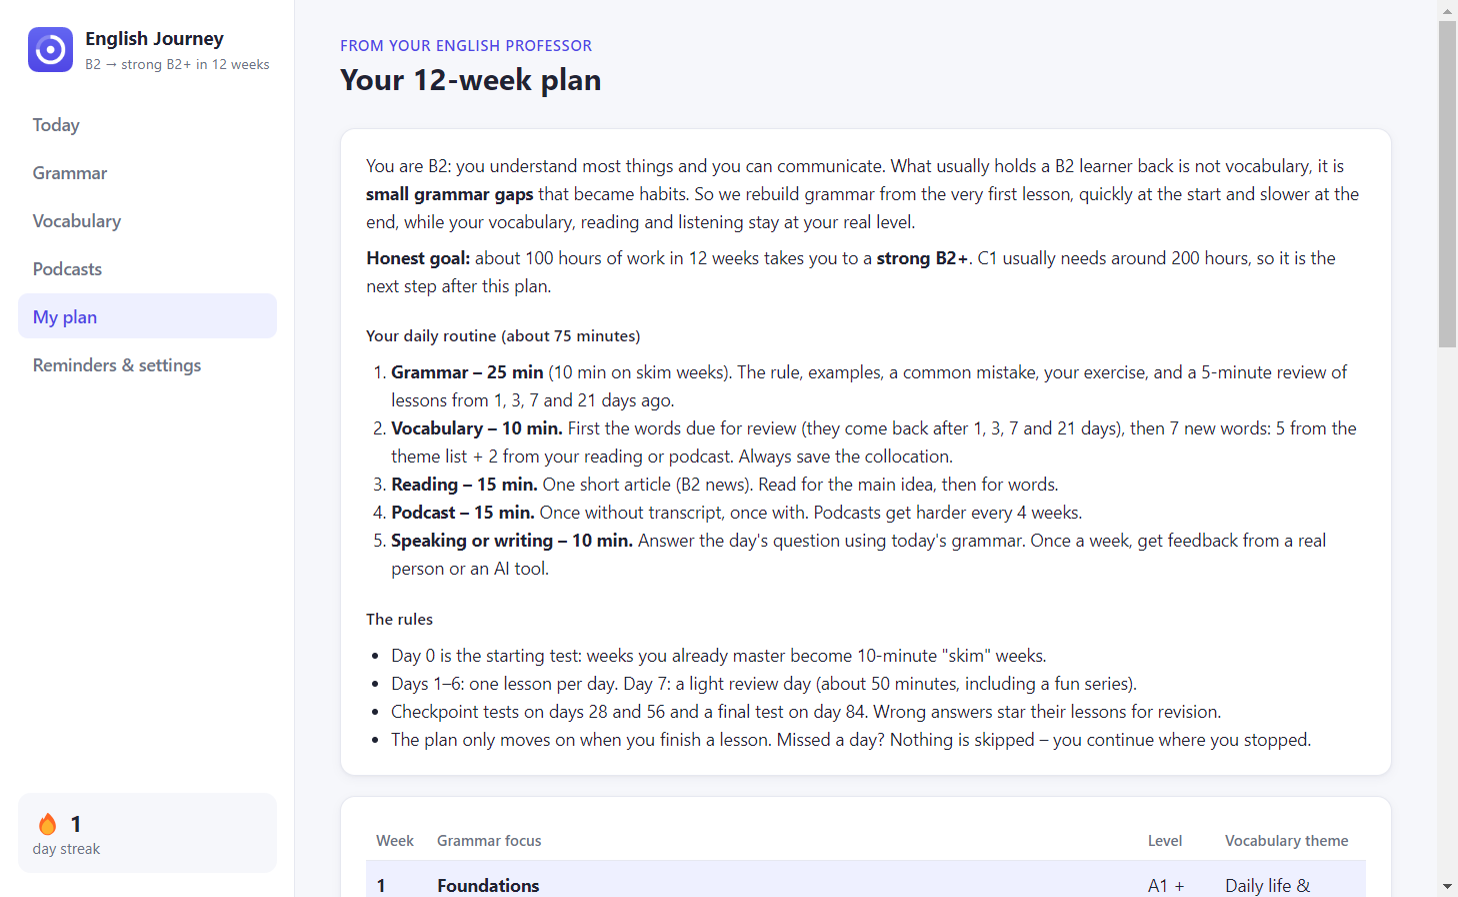 English Journey
B2 → strong B2+ in 12 weeks
Today
Grammar
Vocabulary
Podcasts
My plan
Reminders & settings
1
day streak
FROM YOUR ENGLISH PROFESSOR
Your 12-week plan
You are B2: you understand most things and you can communicate. What usually holds a B2 learner back is not vocabulary, it is
small grammar gaps that became habits. So we rebuild grammar from the very first lesson, quickly at the start and slower at the
end, while your vocabulary, reading and listening stay at your real level.
Honest goal: about 100 hours of work in 12 weeks takes you to a strong B2+. C1 usually needs around 200 hours, so it is the
next step after this plan.
Your daily routine (about 75 minutes)
1. Grammar – 25 min (10 min on skim weeks). The rule, examples, a common mistake, your exercise, and a 5-minute review of
lessons from 1, 3, 7 and 21 days ago.
2. Vocabulary – 10 min. First the words due for review (they come back after 1, 3, 7 and 21 days), then 7 new words: 5 from the
theme list + 2 from your reading or podcast. Always save the collocation.
3. Reading – 15 min. One short article (B2 news). Read for the main idea, then for words.
4. Podcast – 15 min. Once without transcript, once with. Podcasts get harder every 4 weeks.
5. Speaking or writing – 10 min. Answer the day's question using today's grammar. Once a week, get feedback from a real
person or an AI tool.
The rules
• Day 0 is the starting test: weeks you already master become 10-minute "skim" weeks.
• Days 1–6: one lesson per day. Day 7: a light review day (about 50 minutes, including a fun series).
• Checkpoint tests on days 28 and 56 and a final test on day 84. Wrong answers star their lessons for revision.
• The plan only moves on when you finish a lesson. Missed a day? Nothing is skipped – you continue where you stopped.
Week Grammar focus Level Vocabulary theme
1 Foundations A1 + Daily life &